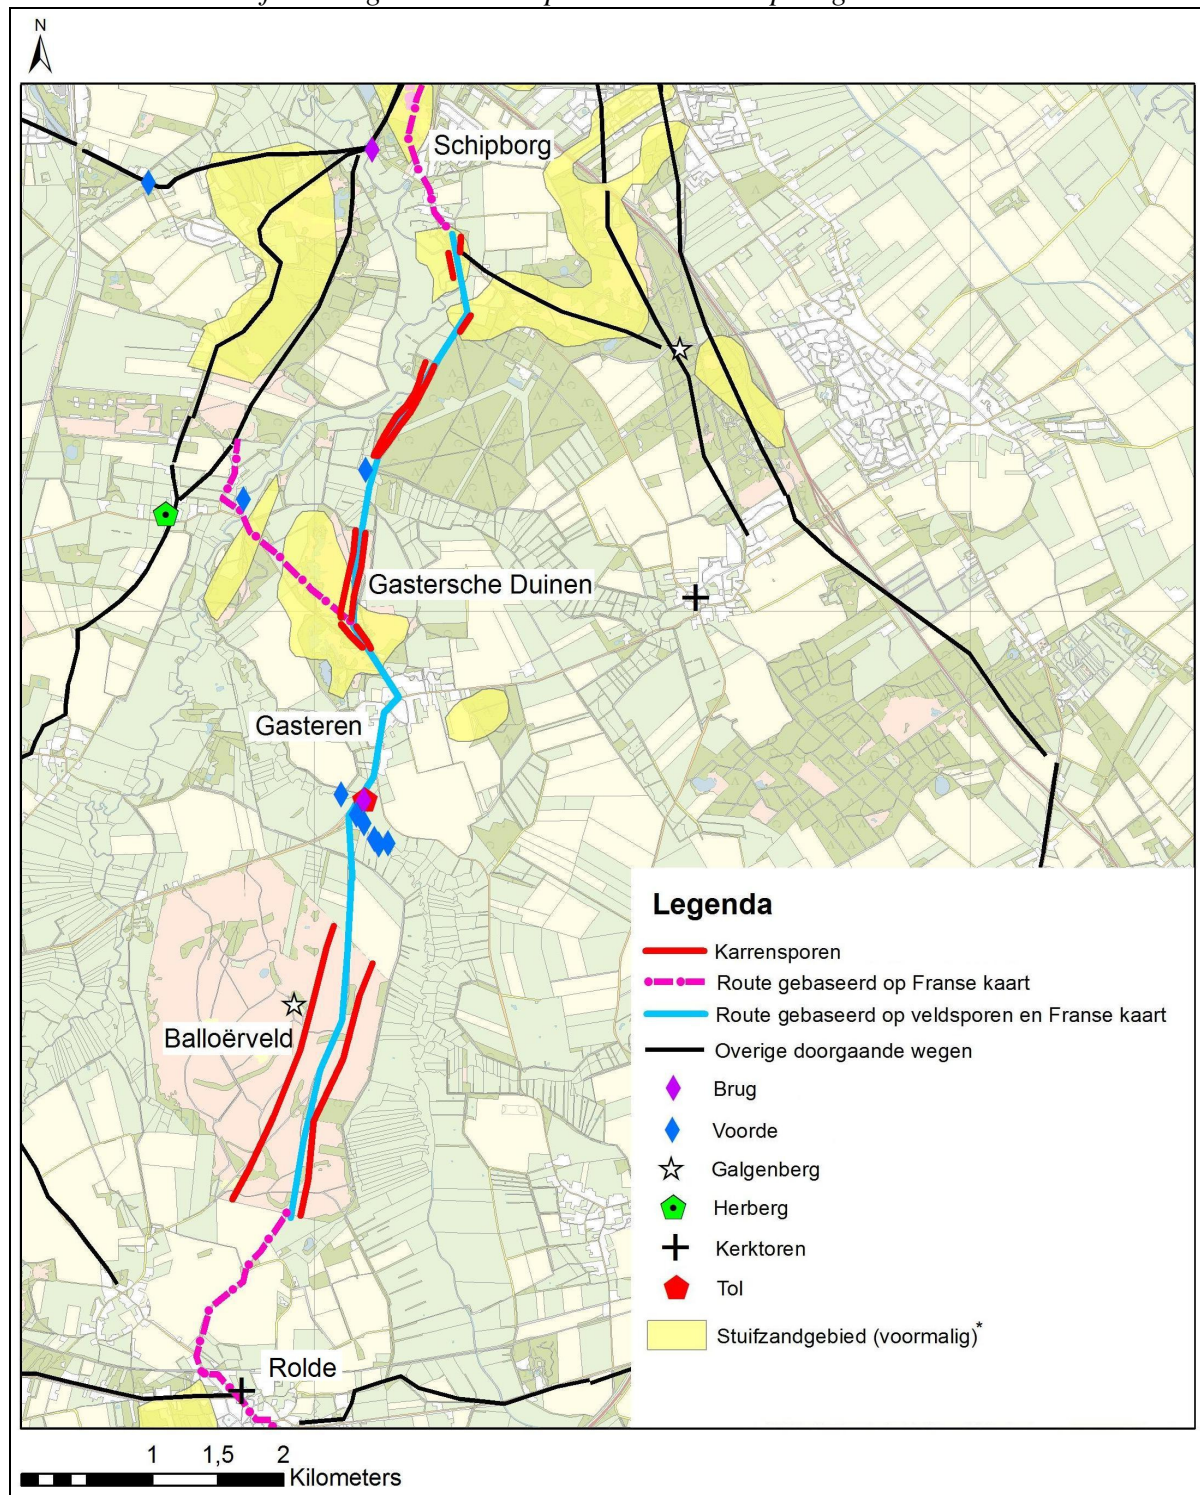 N
Schipborg
Gastersche Duinen
Gasteren
Balloërveld
Rolde
Legenda
Karrensporen
Route gebaseerd op Franse kaart
Route gebaseerd op veldsporen en Franse kaart
Overige doorgaande wegen
Brug
Voorde
Galgenberg
Herberg
Kerktoren
Tol
Stuifzandgebied (voormalig)*
1 1,5 2
Kilometers